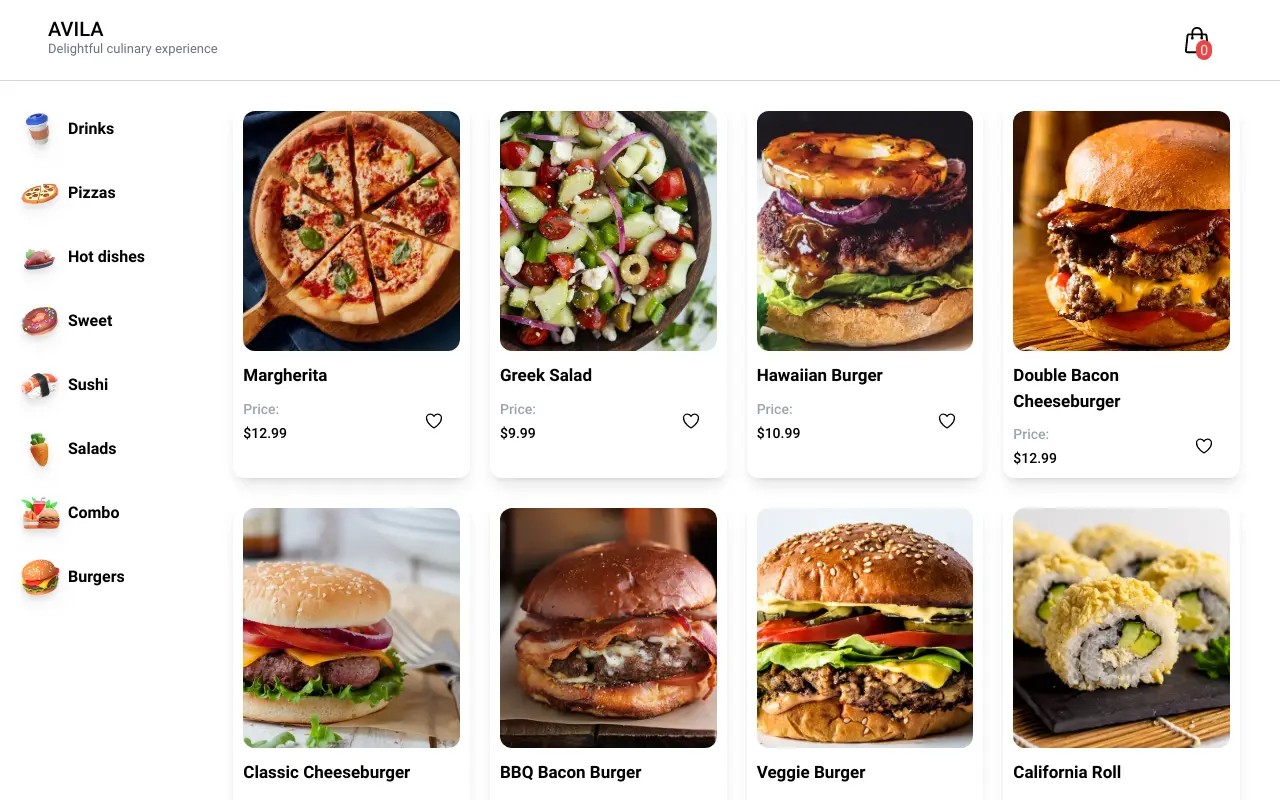 AVILA
Delightful culinary experience
0
Drinks
Pizzas
Hot dishes
Sweet
Sushi
Salads
Combo
Burgers
Margherita
Price:
$12.99
Greek Salad
Price:
$9.99
Hawaiian Burger
Price:
$10.99
Double Bacon
Cheeseburger
Price:
$12.99
Classic Cheeseburger
BBQ Bacon Burger
Veggie Burger
California Roll